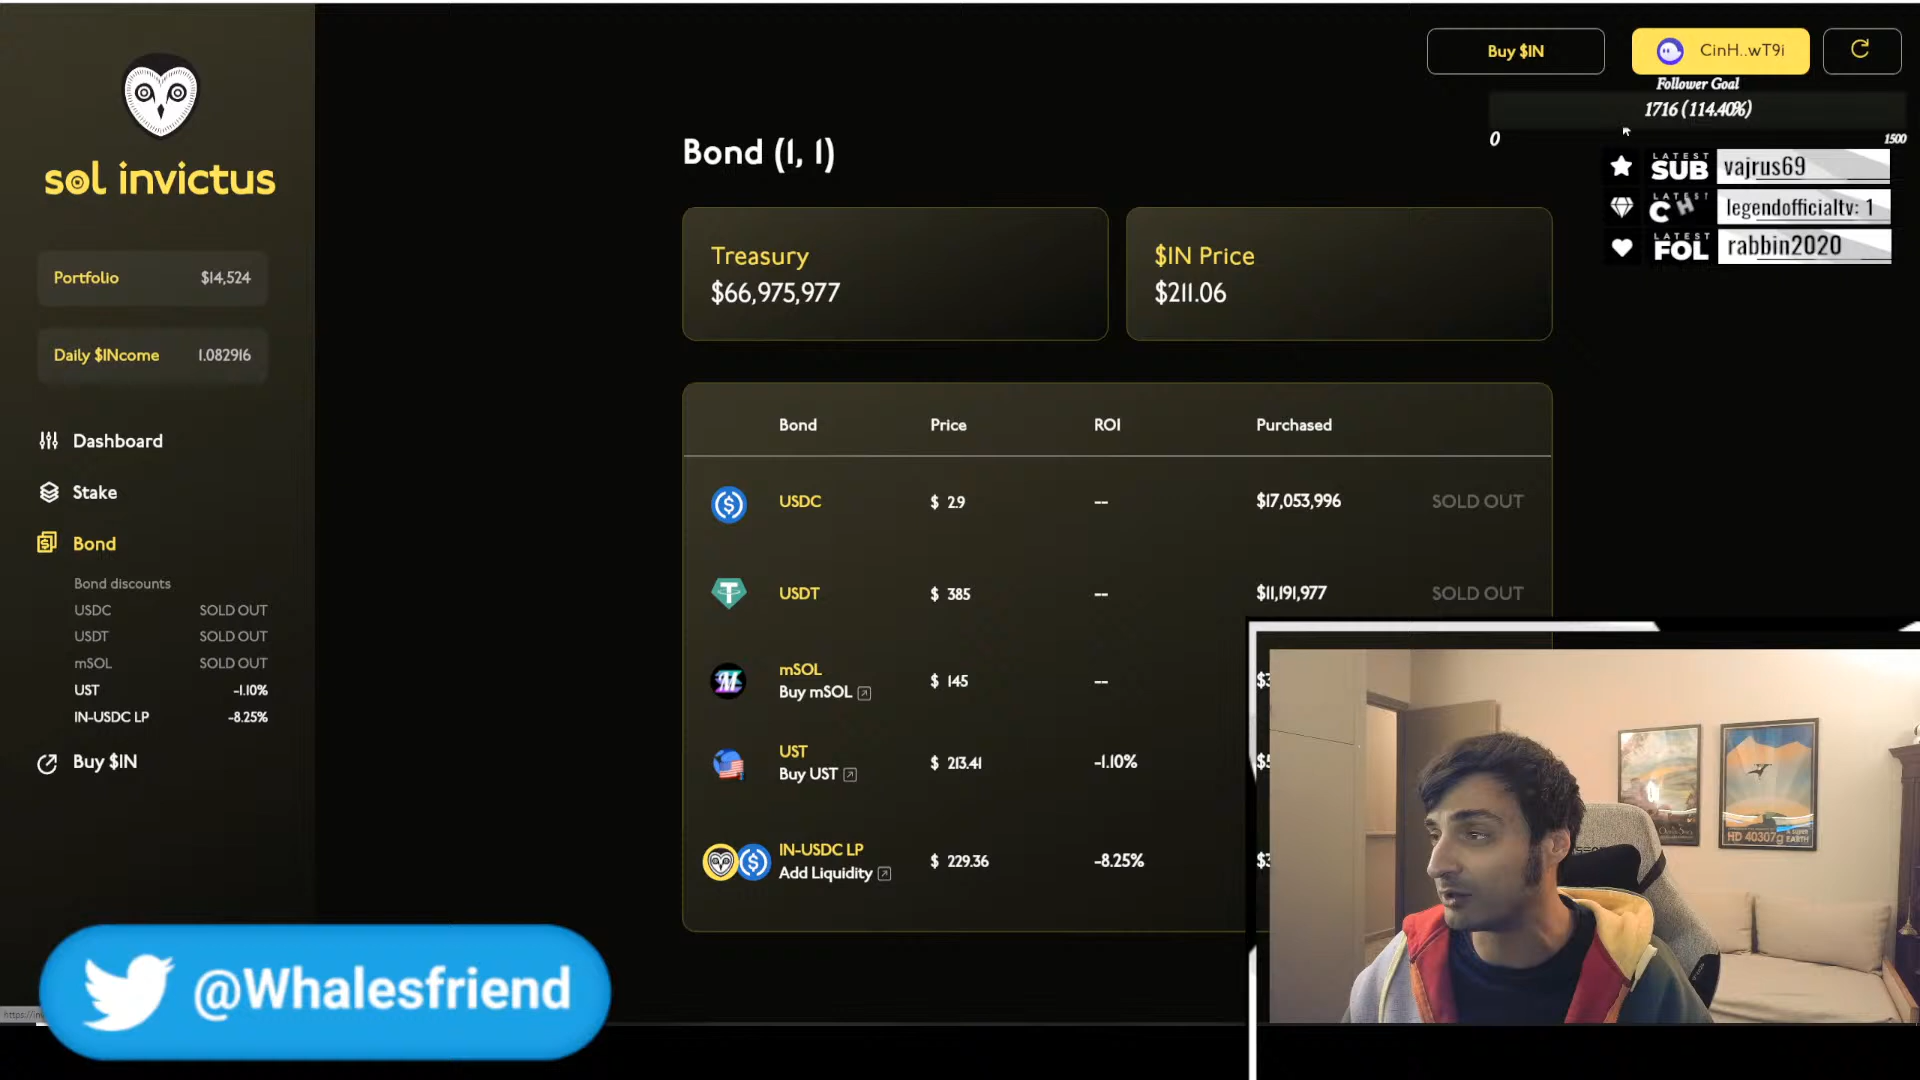 sol invictus
Portfolio $14,524
Daily $INcome 1.082916
Dashboard
Stake
Bond
Bond discounts
USDC SOLD OUT
USDT SOLD OUT
mSOL SOLD OUT
UST -1.10%
IN-USDC LP -8.25%
Buy $IN
Buy $IN
CinH..wT9i
Follower Goal
1716 (114.40%)
0
1500
LATEST
SUB vajrus69
LATEST
legendofficialtv: 1
LATEST
FOL rabbin2020
Bond (1, 1)
Treasury
$66,975,977
$IN Price
$211.06
Bond Price ROI Purchased
USDC $ 2.9 -- $17,053,996 SOLD OUT
USDT $ 385 -- $11,191,977 SOLD OUT
mSOL
Buy mSOL
$ 145 --
UST
Buy UST
$ 213.41 -1.10%
IN-USDC LP
Add Liquidity
$ 229.36 -8.25%
HD 40307g
@Whalesfriend